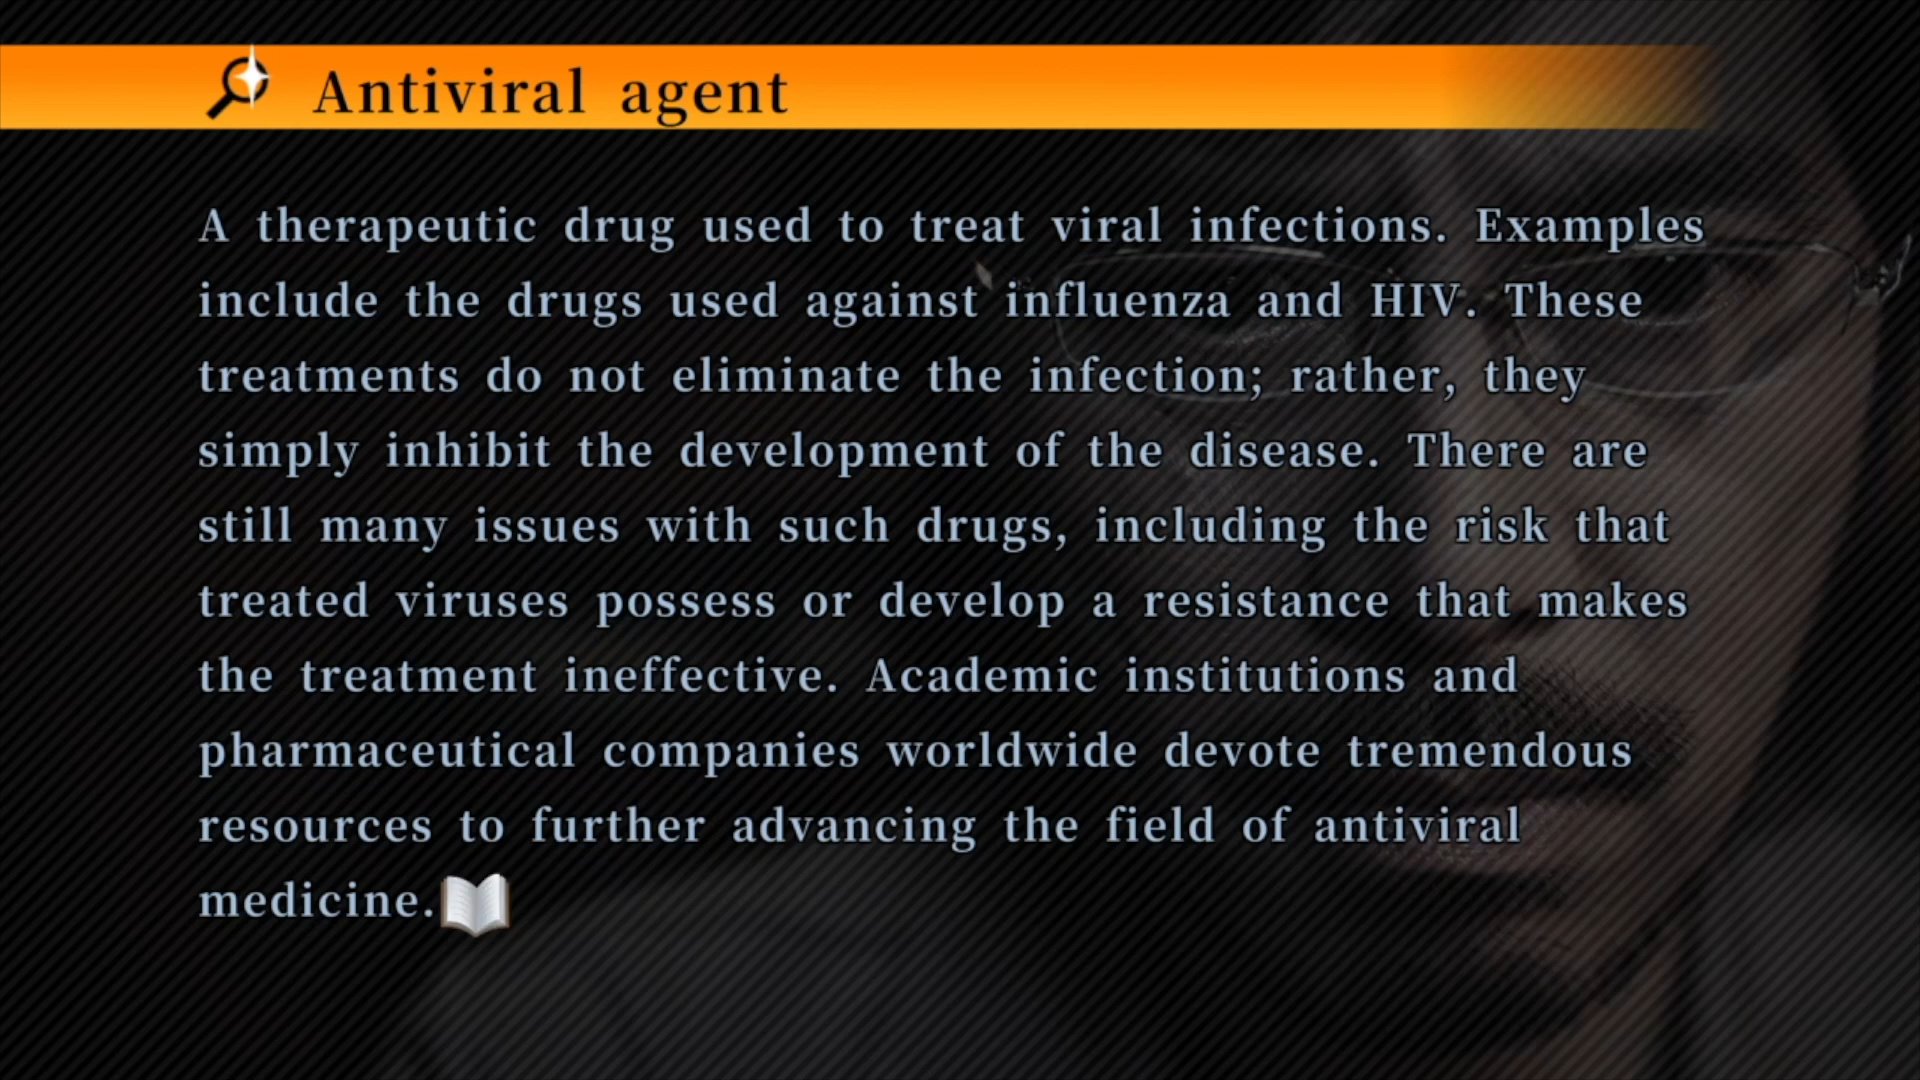 Antiviral agent
A therapeutic drug used to treat viral infections. Examples
include the drugs used against influenza and HIV. These
treatments do not eliminate the infection; rather, they
simply inhibit the development of the disease. There are
still many issues with such drugs, including the risk that
treated viruses possess or develop a resistance that makes
the treatment ineffective. Academic institutions and
pharmaceutical companies worldwide devote tremendous
resources to further advancing the field of antiviral
medicine.